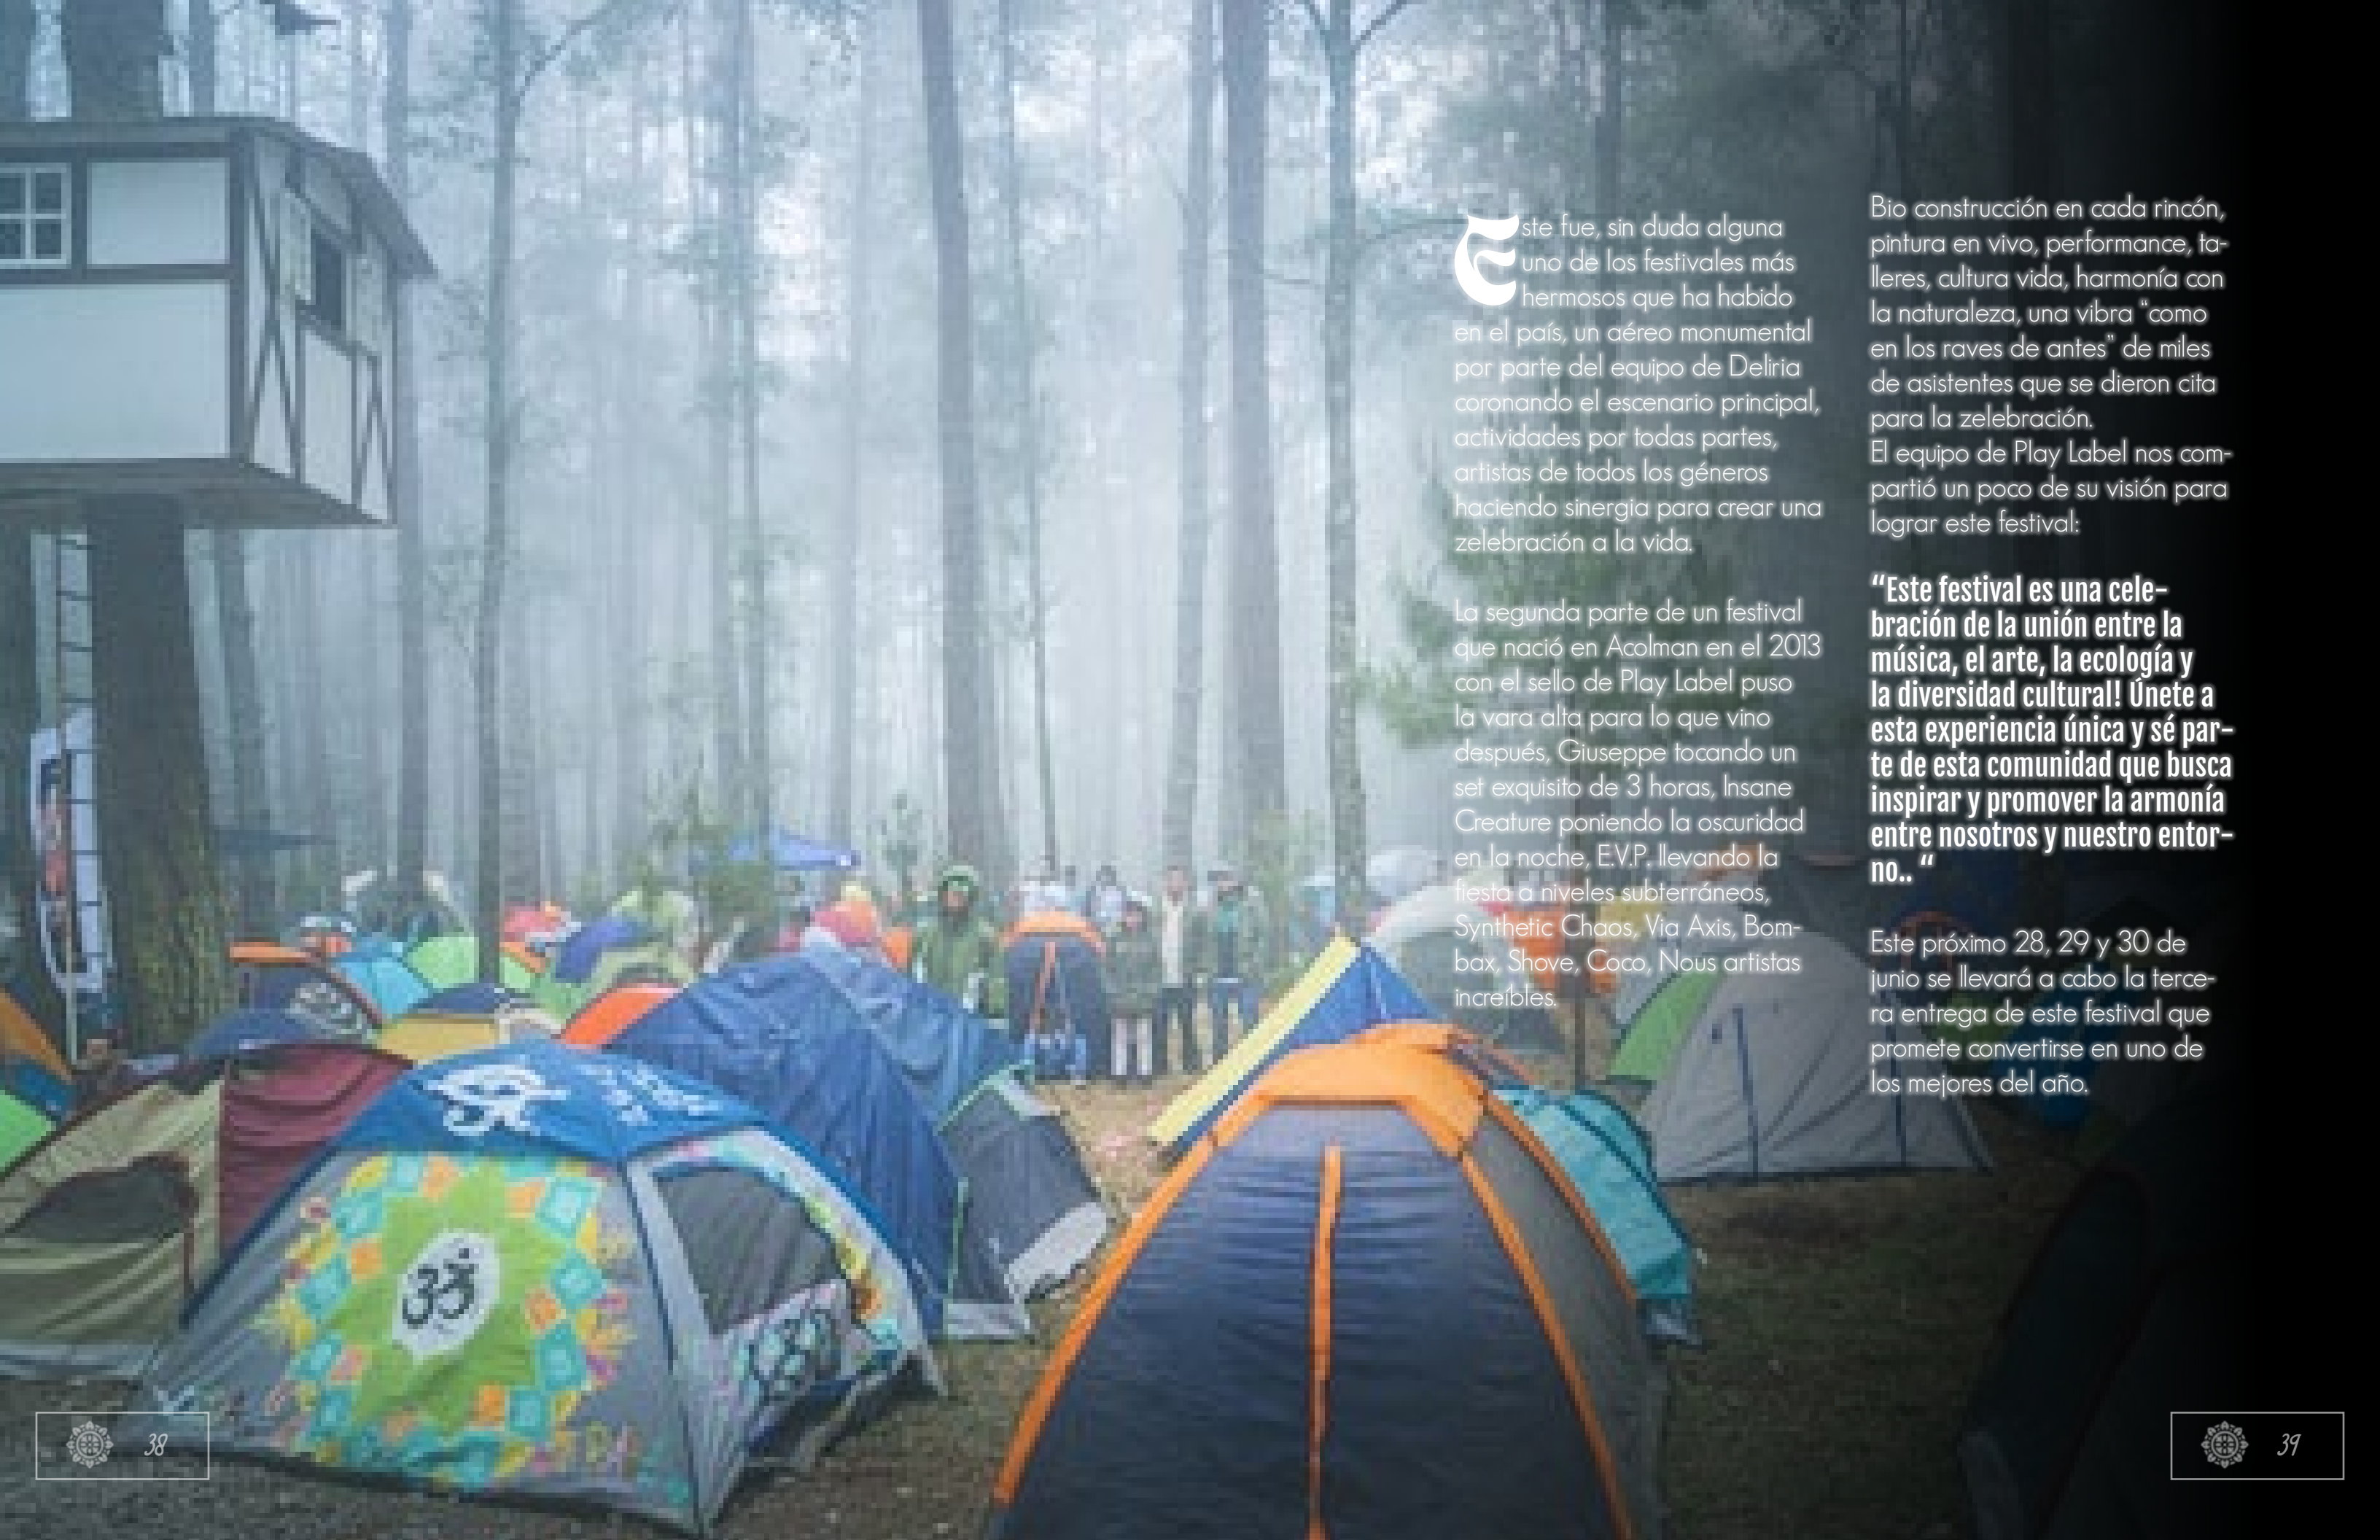 Este fue, sin duda alguna
uno de los festivales más
hermosos que ha habido
en el país, un aéreo monumental
por parte del equipo de Deliria
coronando el escenario principal,
actividades por todas partes,
artistas de todos los géneros
haciendo sinergia para crear una
zelebración a la vida.
La segunda parte de un festival
que nació en Acolman en el 2013
con el sello de Play Label puso
la vara alta para lo que vino
después, Giuseppe tocando un
set exquisito de 3 horas, Insane
Creature poniendo la oscuridad
en la noche, E.V.P. llevando la
fiesta a niveles subterráneos,
Synthetic Chaos, Via Axis, Bom-
bax, Shove, Coco, Nous artistas
increíbles.
Bio construcción en cada rincón,
pintura en vivo, performance, ta-
lleres, cultura vida, harmonía con
la naturaleza, una vibra “como
en los raves de antes” de miles
de asistentes que se dieron cita
para la zelebración.
El equipo de Play Label nos com-
partió un poco de su visión para
lograr este festival:
“Este festival es una cele-
bración de la unión entre la
música, el arte, la ecología y
la diversidad cultural! Únete a
esta experiencia única y sé par-
te de esta comunidad que busca
inspirar y promover la armonía
entre nosotros y nuestro entor-
no.. “
Este próximo 28, 29 y 30 de
junio se llevará a cabo la terce-
ra entrega de este festival que
promete convertirse en uno de
los mejores del año.
ॐ
38
39